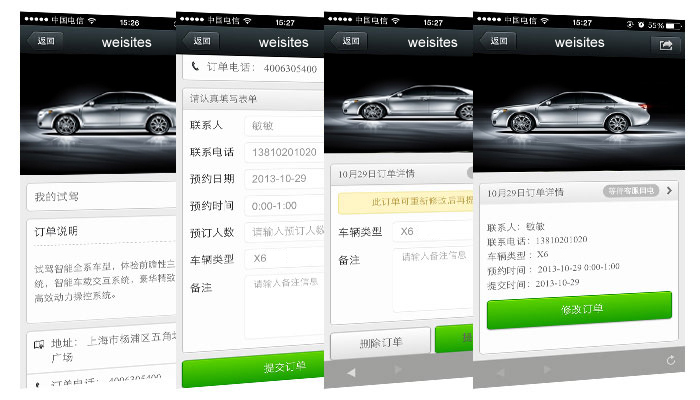 中国电信
15:26
返回
weisites
我的试驾
订单说明
试驾智能全系车型，体验前瞻性三
统，智能车载交互系统，豪华精致
高效动力操控系统。
地址： 上海市杨浦区五角场
广场
订单电话： 4006305400
中国电信
15:27
返回
weisites
订单电话： 4006305400
请认真填写表单
联系人
敏敏
联系电话
13810201020
预约日期
2013-10-29
预约时间
0:00-1:00
预订人数
请输入预订人数
车辆类型
X6
备注
请输入备注信息
提交订单
中国电信
15:27
返回
weisites
10月29日订单详情
此订单可重新修改后再提
车辆类型
X6
备注
请输入备注信息
删除订单
中国电信
15:27
55%
返回
weisites
10月29日订单详情
等待客服回电
联系人：敏敏
联系电话：13810201020
车辆类型 ：X6
预约时间 ：2013-10-29 0:00-1:00
提交时间：2013-10-29
修改订单